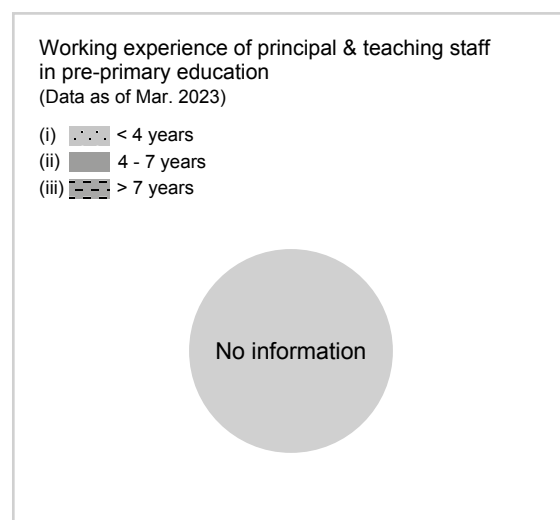 Working experience of principal & teaching staff
in pre-primary education
(Data as of Mar. 2023)
(i) < 4 years
(ii) 4 - 7 years
(iii) > 7 years
No information